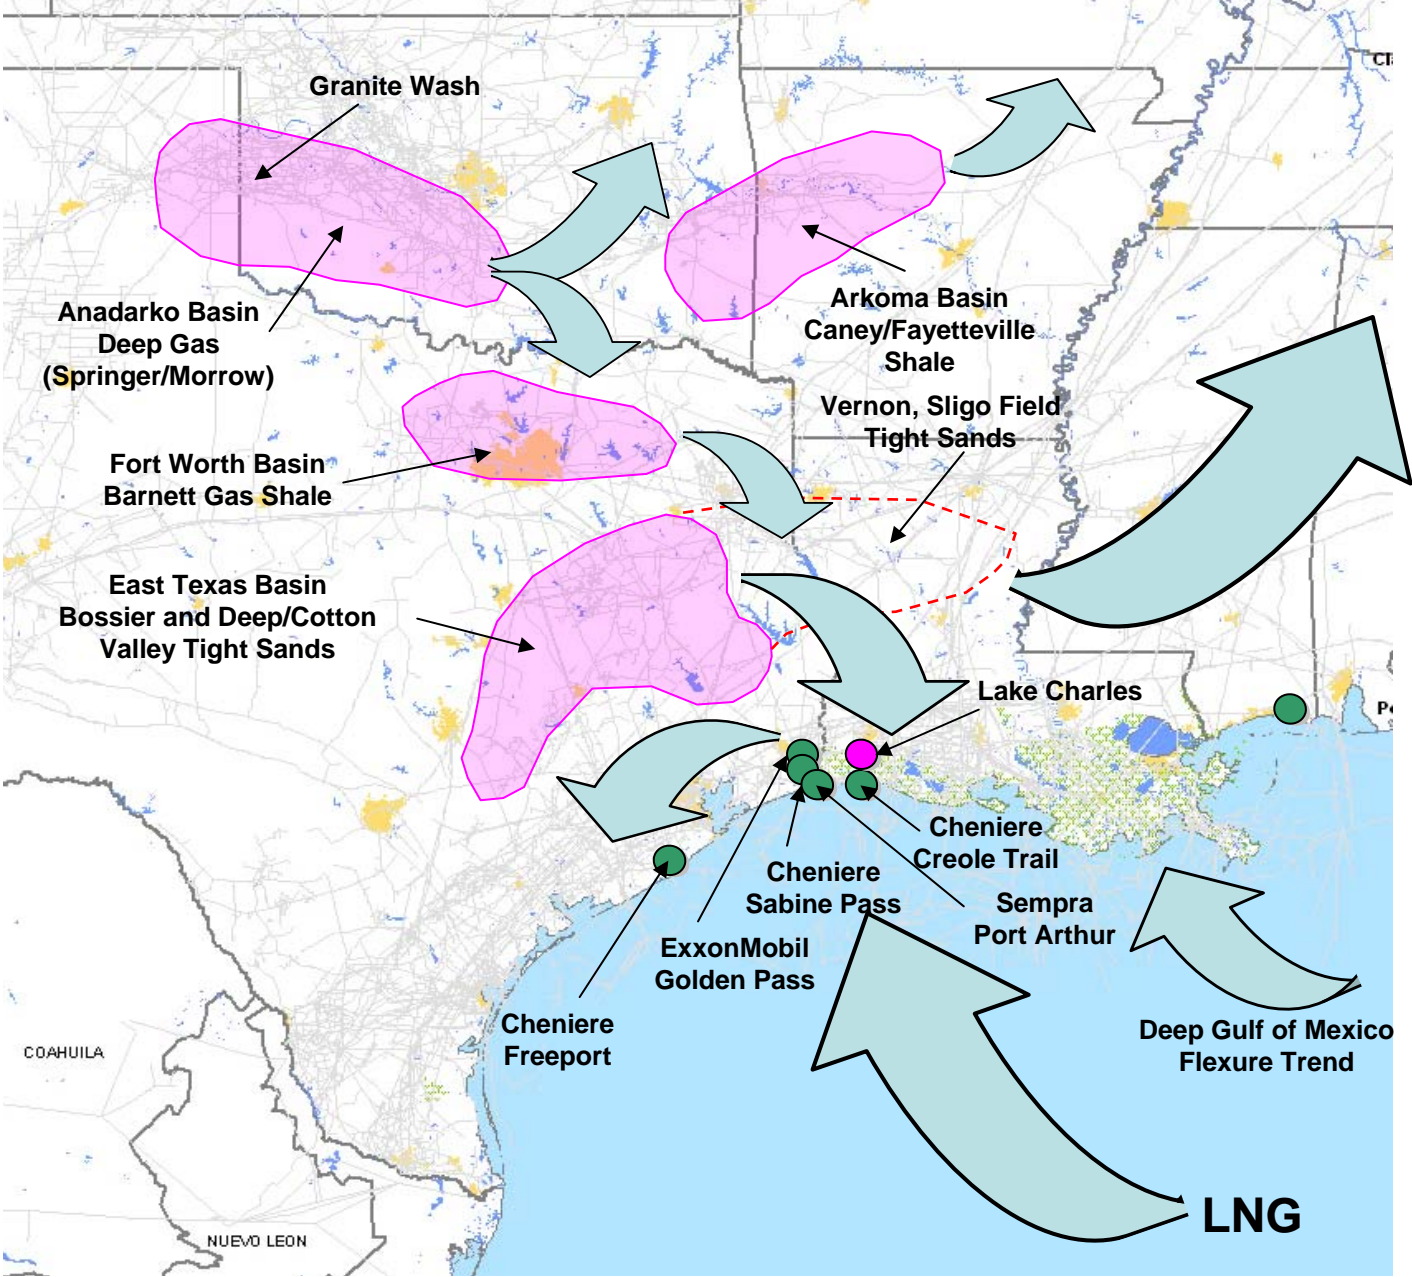 Cl
Granite Wash
Anadarko Basin
Deep Gas
(Springer/Morrow)
Arkoma Basin
Caney/Fayetteville
Shale
Vernon, Sligo Field
Tight Sands
Fort Worth Basin
Barnett Gas Shale
East Texas Basin
Bossier and Deep/Cotton
Valley Tight Sands
Lake Charles
Cheniere
Creole Trail
Cheniere
Sabine Pass
Sempra
Port Arthur
ExxonMobil
Golden Pass
Cheniere
Freeport
Deep Gulf of Mexico
Flexure Trend
COAHUILA
LNG
NUEVO LEON